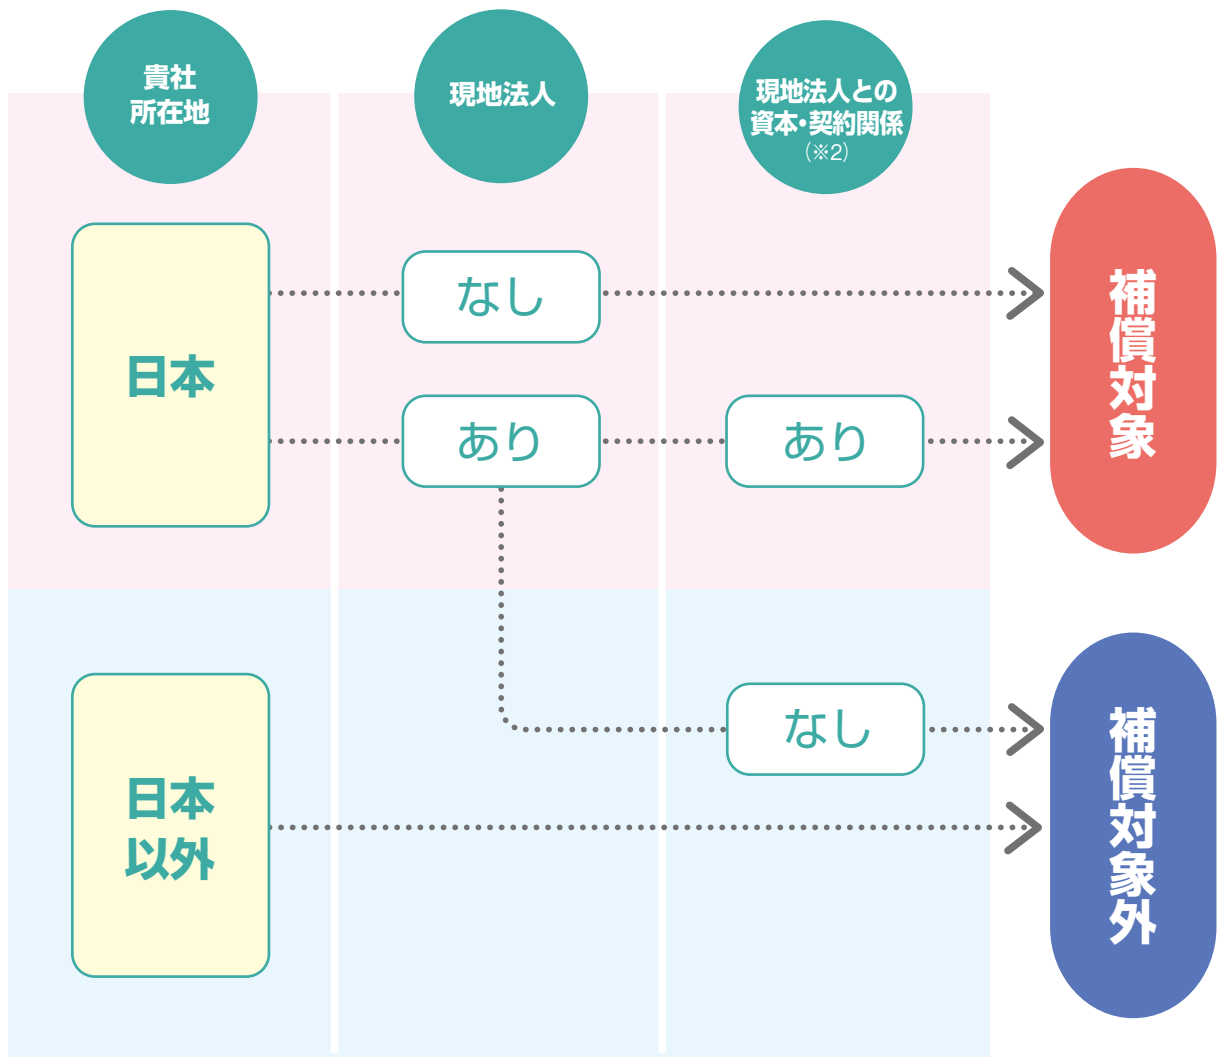 貴社
所在地
現地法人
現地法人との
資本・契約関係
(※2)
日本
なし
あり
あり
補償対象
日本
以外
なし
補償対象外